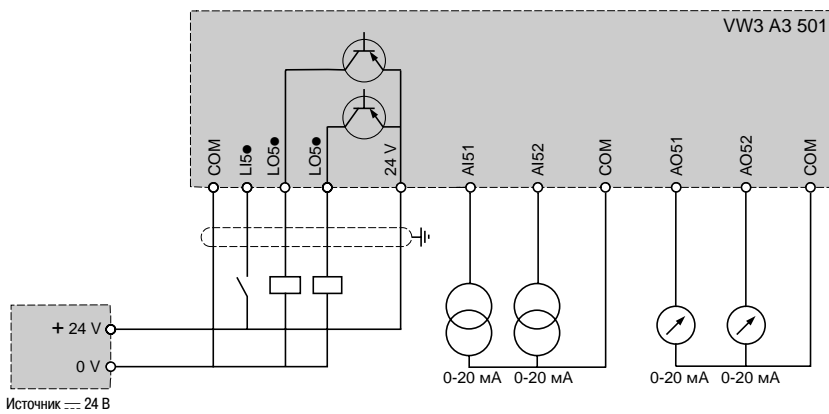 VW3 A3 501
COM
LI5●
LO5●
LO5●
24 V
AI51
AI52
COM
AO51
AO52
COM
+ 24 V
0 V
0-20 мА 0-20 мА
0-20 мА 0-20 мА
Источник ⎓ 24 В